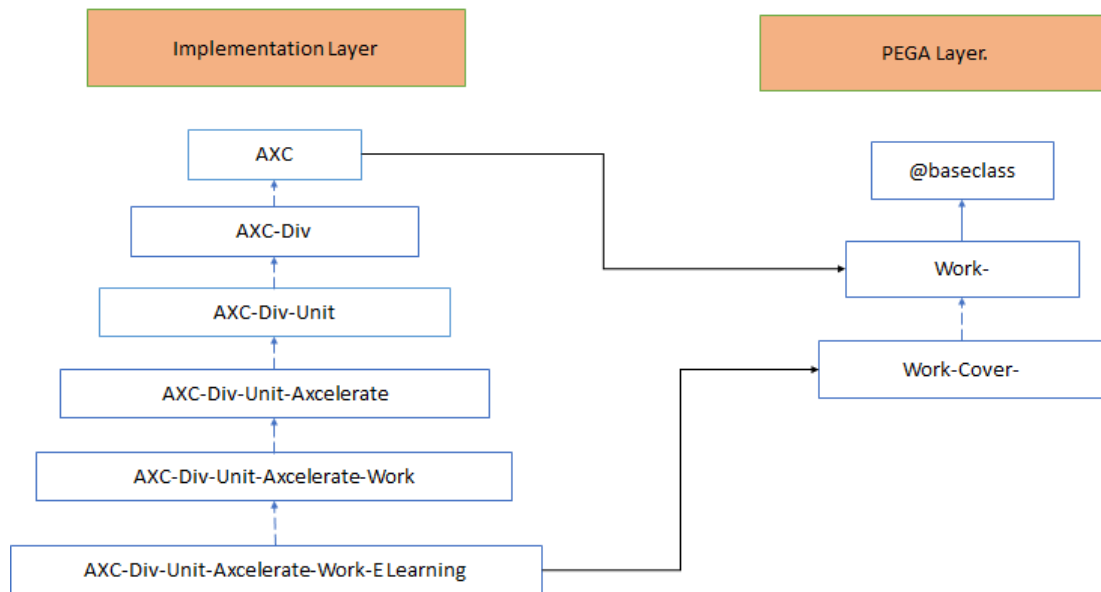 Implementation Layer
PEGA Layer.
AXC
@baseclass
AXC-Div
Work-
AXC-Div-Unit
AXC-Div-Unit-Axcelerate
Work-Cover-
AXC-Div-Unit-Axcelerate-Work
AXC-Div-Unit-Axcelerate-Work-E Learning